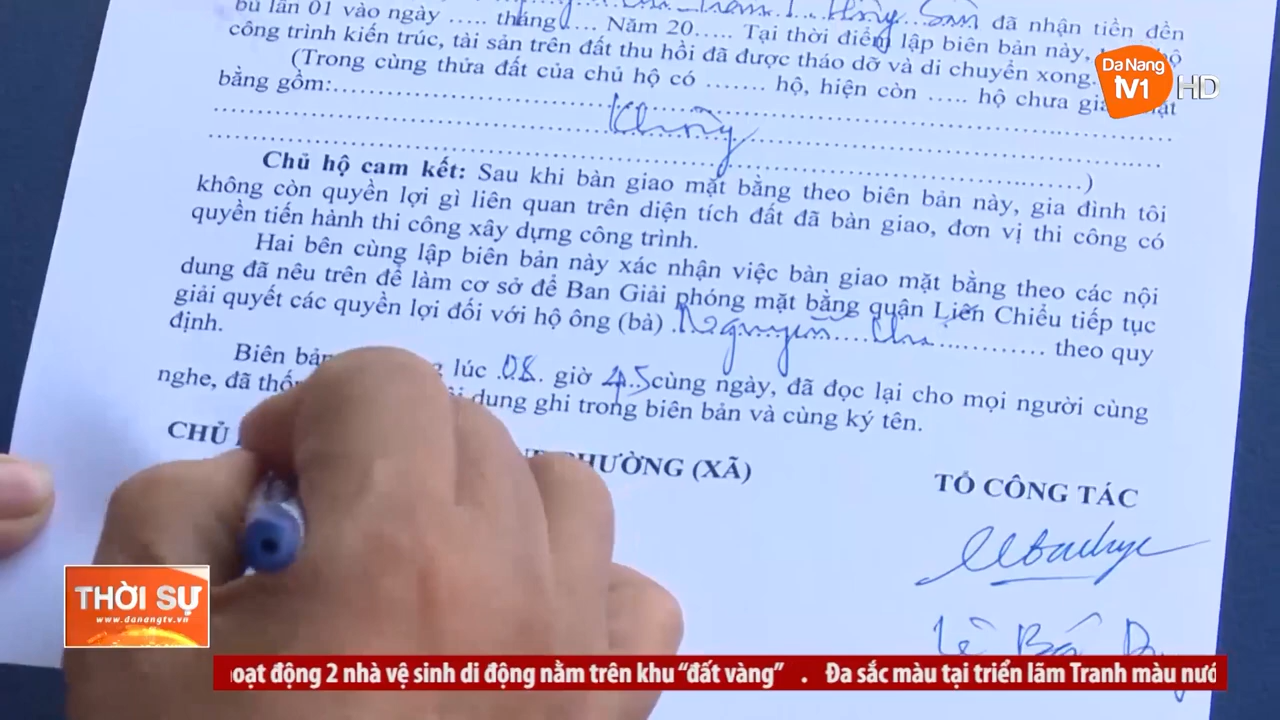 đã nhận tiền đền
bù lần 01 vào ngày ..... tháng ..... Năm 20..... Tại thời điểm lập biên bản này,
công trình kiến trúc, tài sản trên đất thu hồi đã được tháo dỡ và di chuyển xong.
(Trong cùng thửa đất của chủ hộ có ....... hộ, hiện còn ..... hộ chưa
bằng gồm:
Không
)
Chủ hộ cam kết: Sau khi bàn giao mặt bằng theo biên bản này, gia đình tôi
không còn quyền lợi gì liên quan trên diện tích đất đã bàn giao, đơn vị thi công có
quyền tiến hành thi công xây dựng công trình.
Hai bên cùng lập biên bản này xác nhận việc bàn giao mặt bằng theo các nội
dung đã nêu trên để làm cơ sở để Ban Giải phóng mặt bằng quận Liên Chiểu tiếp tục
giải quyết các quyền lợi đối với hộ ông (bà) Nguyễn theo quy
định.
Biên lúc 08 giờ 45 cùng ngày, đã đọc lại cho mọi người cùng
nghe, đã dung ghi trong biên bản và cùng ký tên.
CHỦ PHƯỜNG (XÃ)
TỔ CÔNG TÁC
Lê Bá
Da Nang
TV1 HD
THỜI SỰ
www.danangtv.vn
oạt động 2 nhà vệ sinh di động nằm trên khu “đất vàng” . Đa sắc màu tại triển lãm Tranh màu nướ